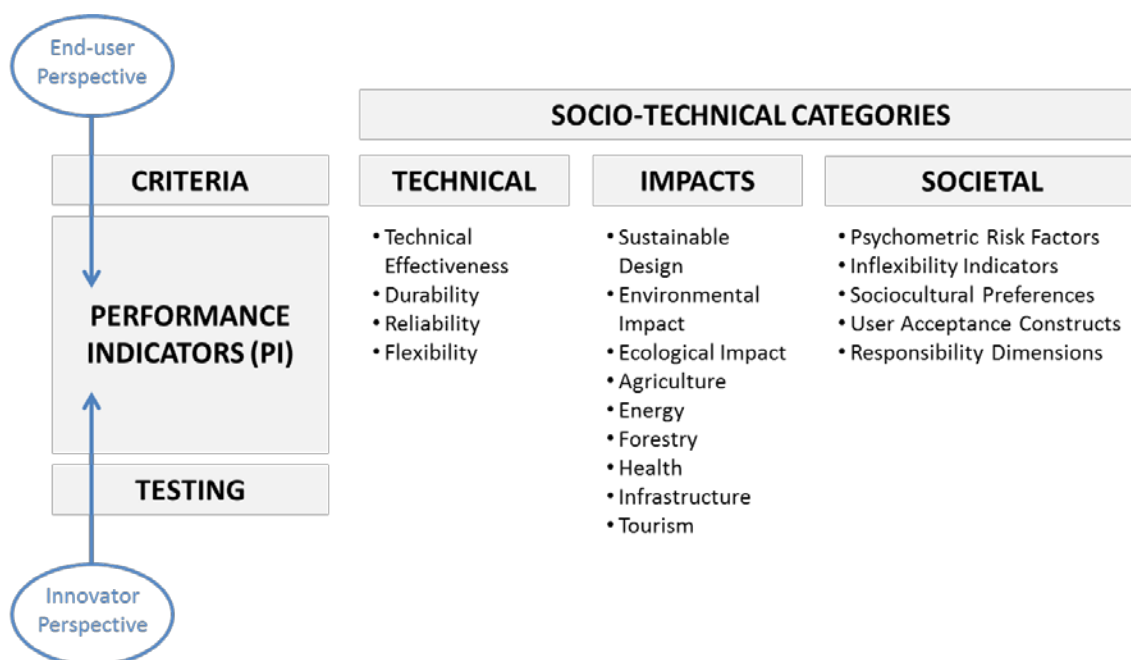 End-user
Perspective
SOCIO-TECHNICAL CATEGORIES
CRITERIA
TECHNICAL
IMPACTS
SOCIETAL
PERFORMANCE
INDICATORS (PI)
• Technical
Effectiveness
• Durability
• Reliability
• Flexibility
• Sustainable
Design
• Environmental
Impact
• Ecological Impact
• Agriculture
• Energy
• Forestry
• Health
• Infrastructure
• Tourism
• Psychometric Risk Factors
• Inflexibility Indicators
• Sociocultural Preferences
• User Acceptance Constructs
• Responsibility Dimensions
TESTING
Innovator
Perspective